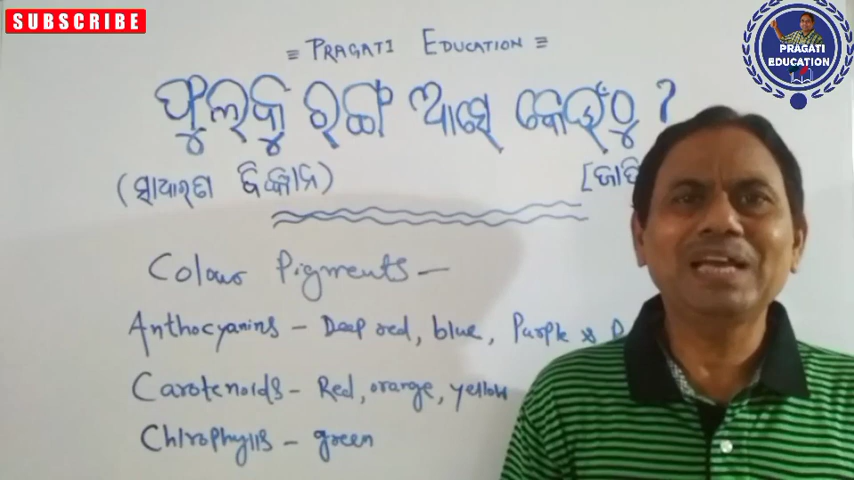 SUBSCRIBE
= PRAGATI EDUCATION =
ଫୁଲକୁ ରଙ୍ଗ ଆସେ କେଉଁଠୁ ?
(ସାଧାରଣ ବିଜ୍ଞାନ)
Colour Pigments —
Anthocyanins – Deep red, blue, Purple &
Carotenoids – Red, orange, yellow
Chlrophylls – green
PRAGATI
EDUCATION